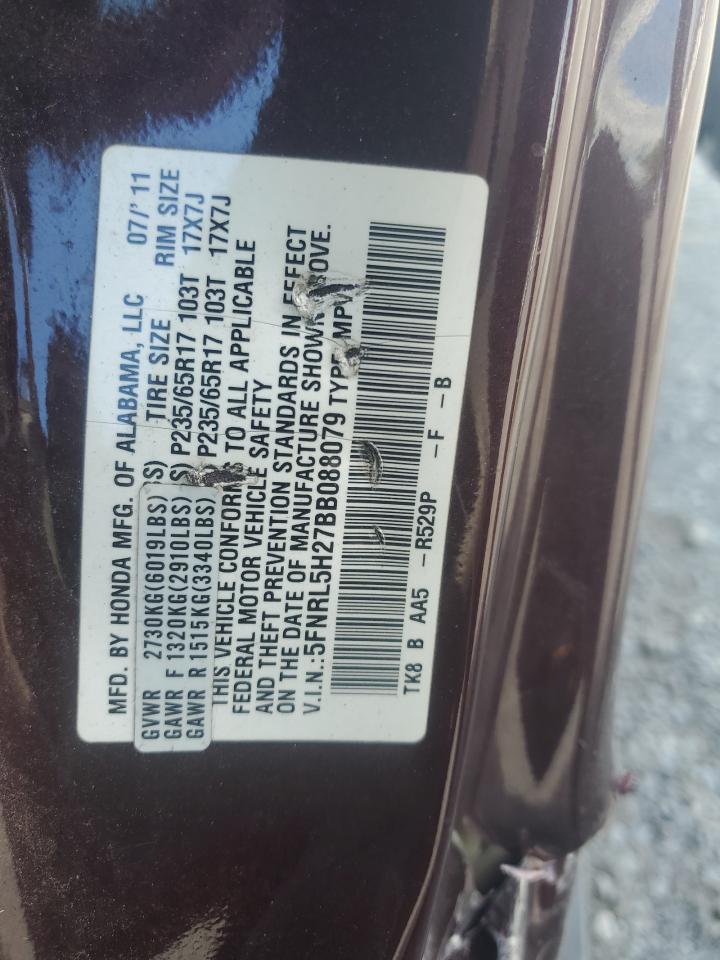 MFD. BY HONDA MFG. OF ALABAMA, LLC 07/'11
GVWR 2730KG(6019LBS) (S) TIRE SIZE RIM SIZE
GAWR F 1320KG(2910LBS) (S) P235/65R17 103T 17X7J
GAWR R 1515KG(3340LBS) P235/65R17 103T 17X7J
THIS VEHICLE CONFORMS TO ALL APPLICABLE
FEDERAL MOTOR VEHICLE SAFETY
AND THEFT PREVENTION STANDARDS IN EFFECT
ON THE DATE OF MANUFACTURE SHOWN ABOVE.
V.I.N.:5FNRL5H27BB088079 TYPE:MPV
TK8 B AA5 -R529P -F -B